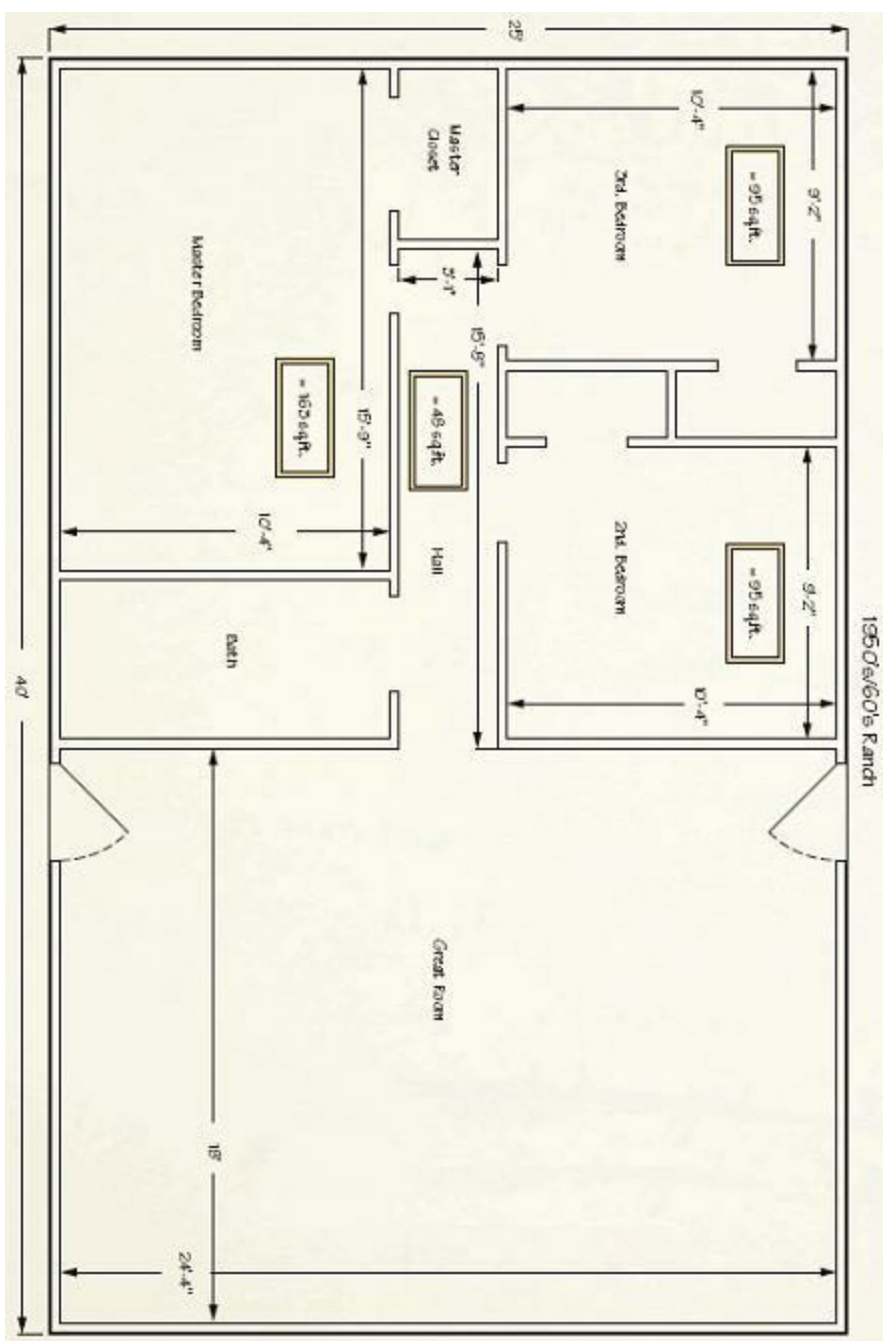 1950's/60's Ranch
9'-2"
9'-2"
= 95 sq.ft.
= 95 sq.ft.
10'-4"
10'-4"
3rd. Bedroom
2nd. Bedroom
25'
15'-8"
Master
Closet
3'-1"
= 48 sq.ft.
Hall
Great Room
15'-9"
= 163 sq.ft.
10'-4"
Bath
Master Bedroom
18'
24'-4"
40'